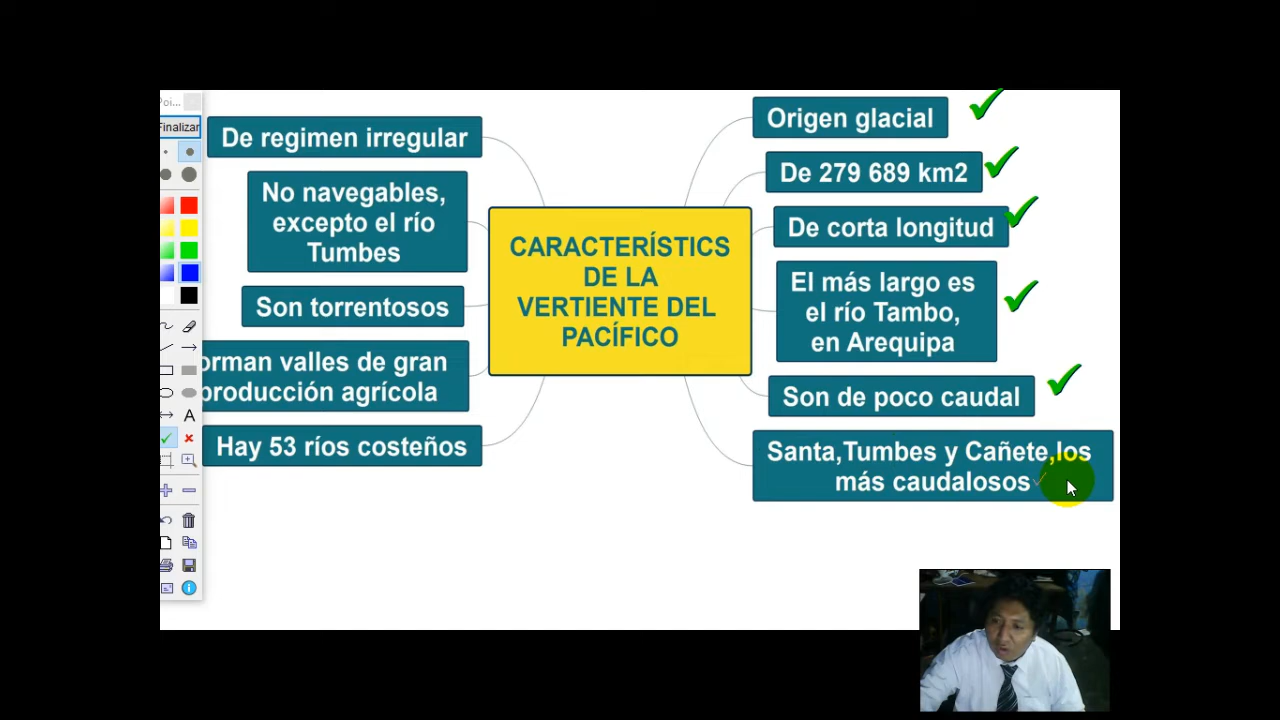 Poi...
Finalizar
De regimen irregular
No navegables,
excepto el río
Tumbes
Son torrentosos
orman valles de gran
producción agrícola
Hay 53 ríos costeños
CARACTERÍSTICS
DE LA
VERTIENTE DEL
PACÍFICO
Origen glacial
De 279 689 km2
De corta longitud
El más largo es
el río Tambo,
en Arequipa
Son de poco caudal
Santa,Tumbes y Cañete,los
más caudalosos
A